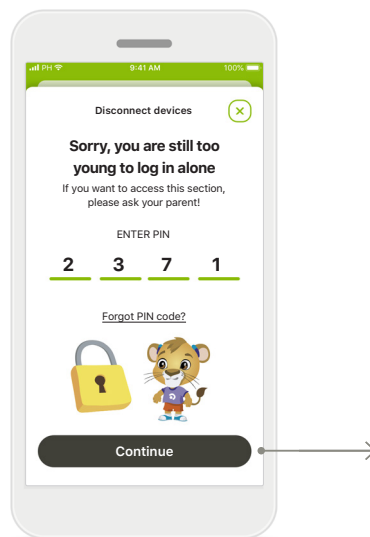 PH 9:41 AM 100%
Disconnect devices
Sorry, you are still too
young to log in alone
If you want to access this section,
please ask your parent!
ENTER PIN
2 3 7 1
Forgot PIN code?
Continue